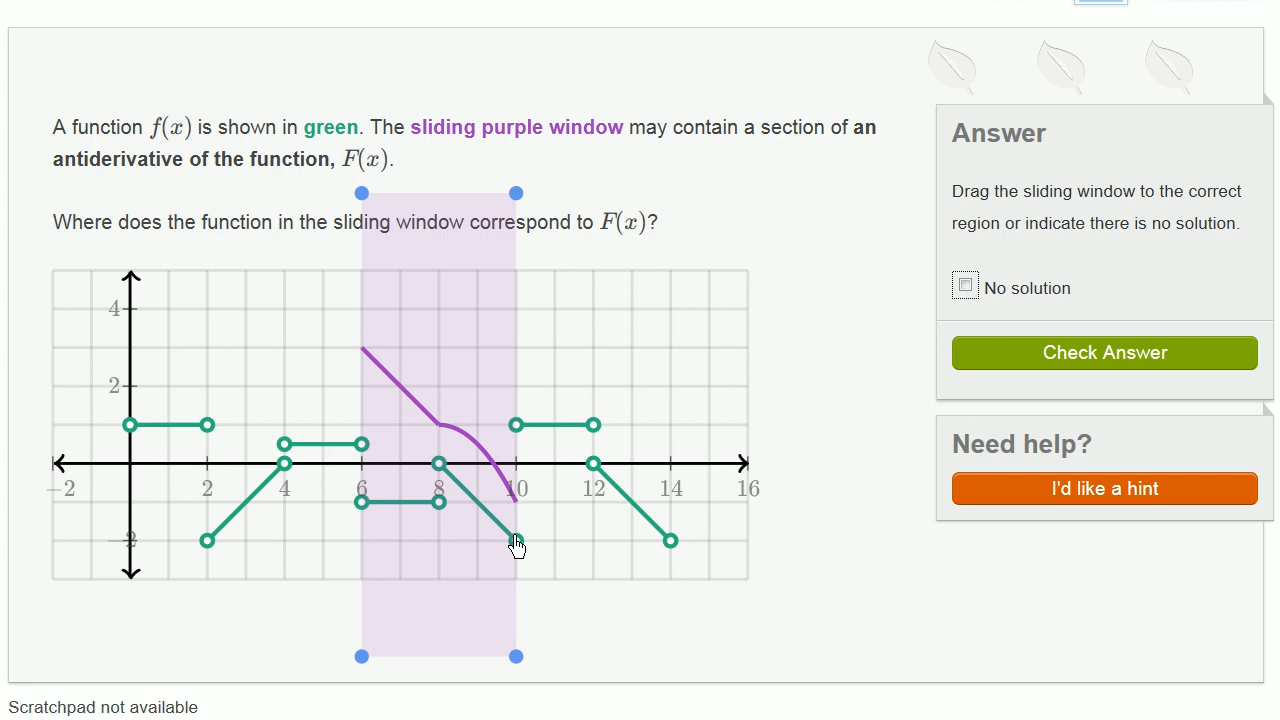 A function f(x) is shown in green. The sliding purple window may contain a section of an
antiderivative of the function, F(x).
Where does the function in the sliding window correspond to F(x)?
4
2
−2 2 4 6 8 10 12 14 16
−2
Answer
Drag the sliding window to the correct
region or indicate there is no solution.
No solution
Check Answer
Need help?
I'd like a hint
Scratchpad not available